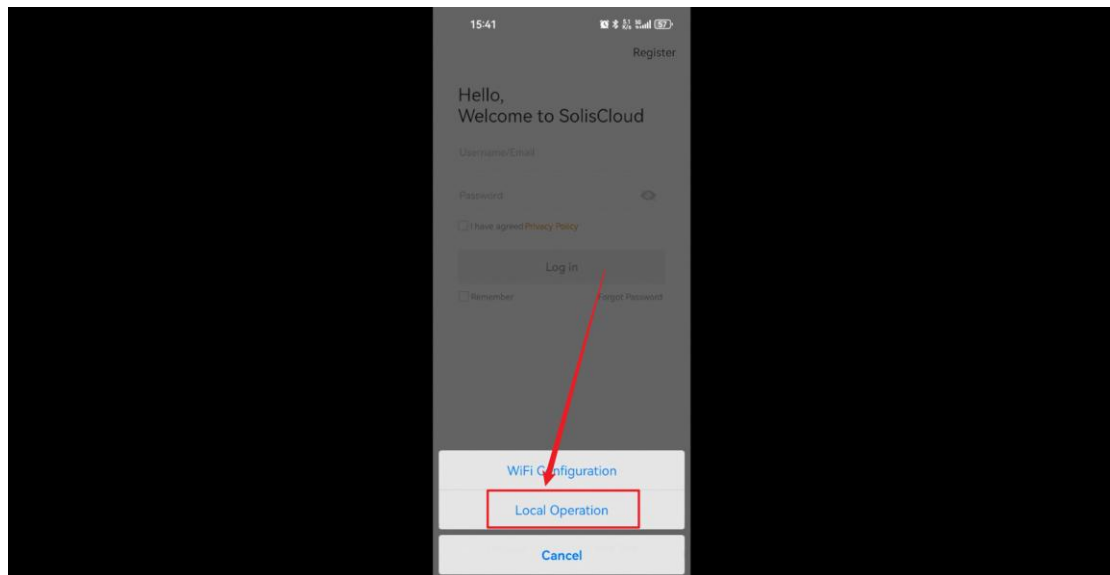 15:41
57
Register
Hello,
Welcome to SolisCloud
Username/Email
Password
I have agreed Privacy Policy
Log in
Remember
Forgot Password
WiFi Configuration
Local Operation
Cancel